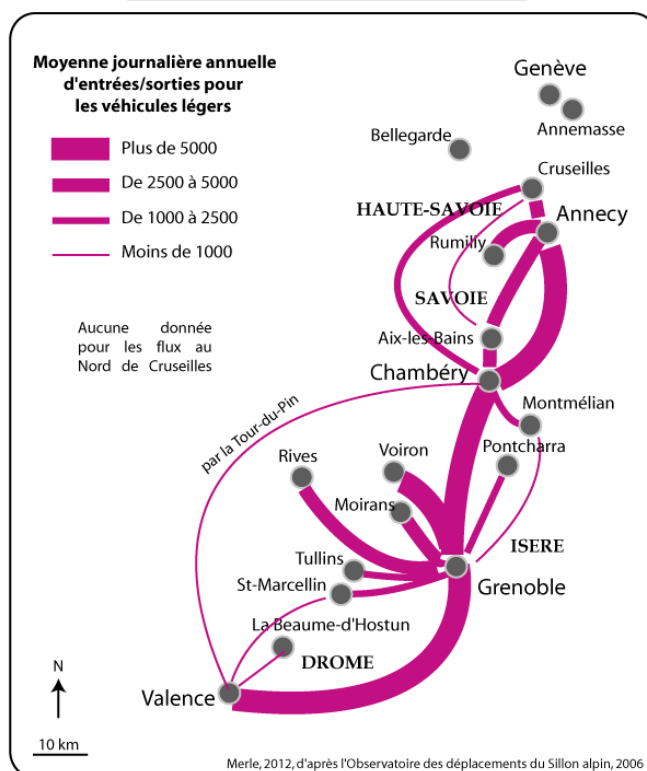 Moyenne journalière annuelle
d'entrées/sorties pour
les véhicules légers
Plus de 5000
De 2500 à 5000
De 1000 à 2500
Moins de 1000
Aucune donnée
pour les flux au
Nord de Cruseilles
Genève
Annemasse
Bellegarde
Cruseilles
HAUTE-SAVOIE
Annecy
Rumilly
SAVOIE
Aix-les-Bains
Chambéry
Montmélian
par la Tour-du-Pin
Rives
Voiron
Pontcharra
Moirans
ISERE
Tullins
Grenoble
St-Marcellin
La Beaume-d'Hostun
DROME
Valence
N
10 km
Merle, 2012, d'après l'Observatoire des déplacements du Sillon alpin, 2006